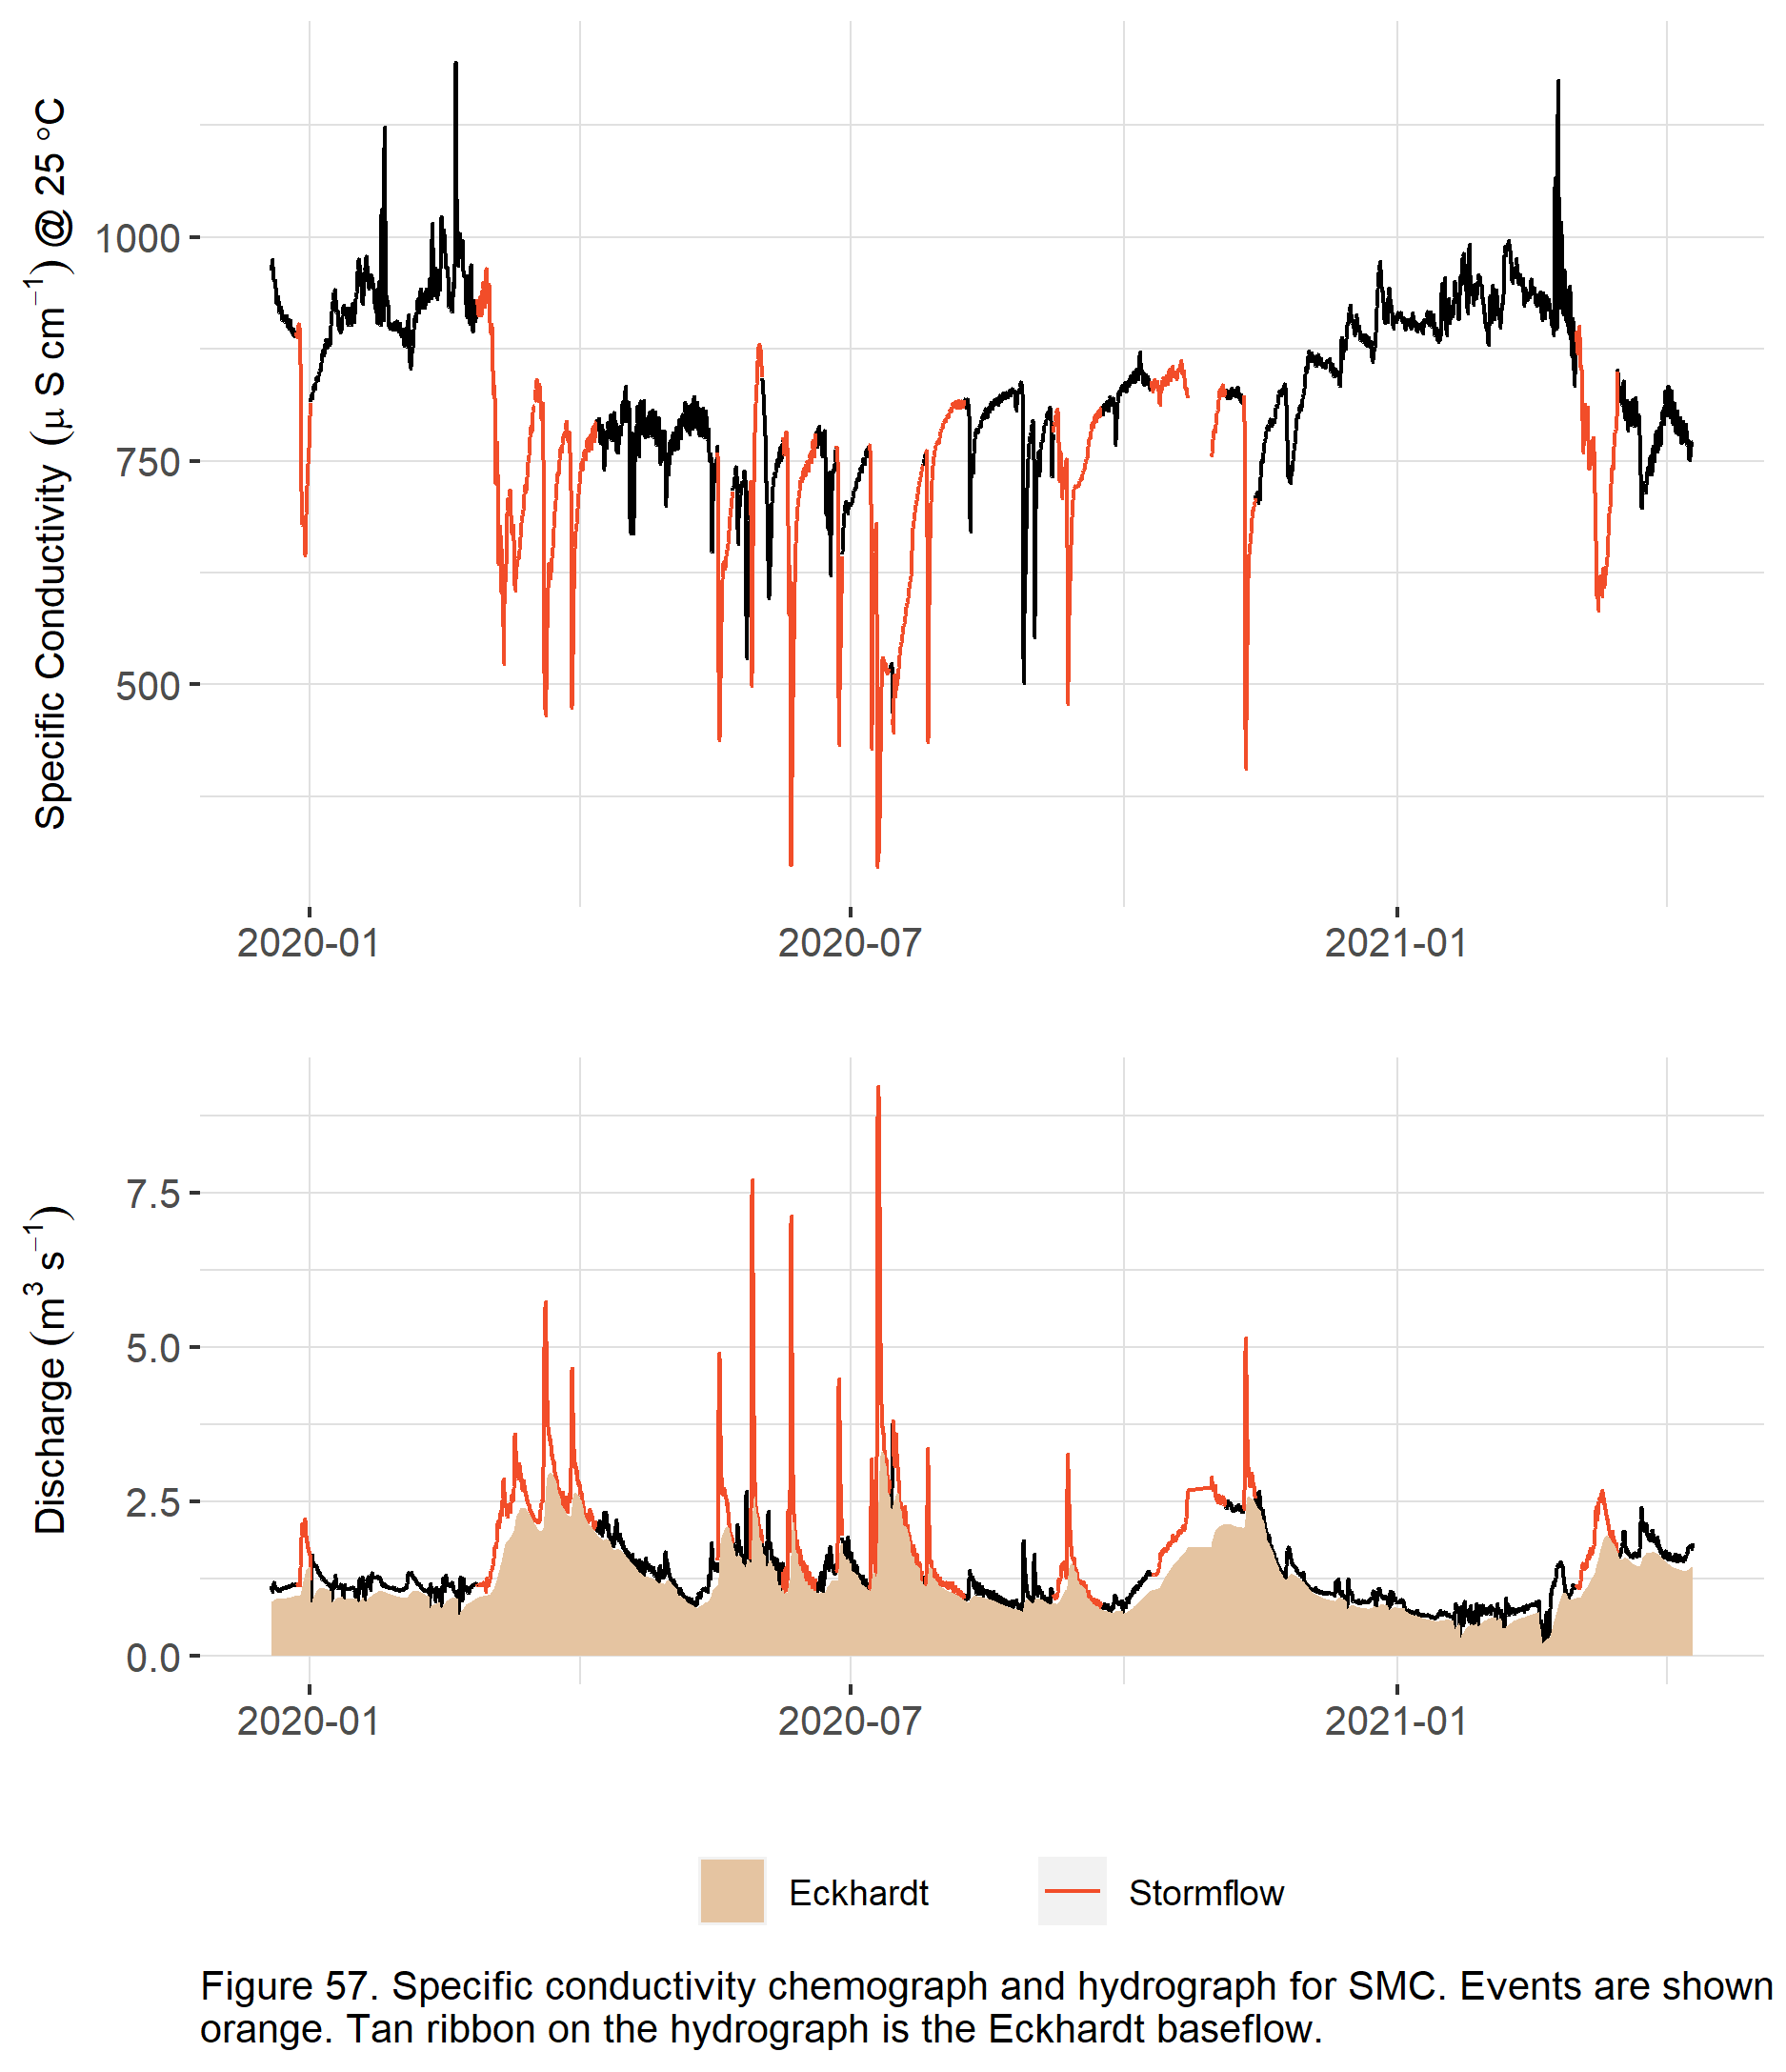 Specific Conductivity (μ S cm⁻¹) @ 25 °C
1000
750
500
2020-01
2020-07
2021-01
Discharge (m³ s⁻¹)
7.5
5.0
2.5
0.0
2020-01
2020-07
2021-01
Eckhardt
Stormflow
Figure 57. Specific conductivity chemograph and hydrograph for SMC. Events are shown
orange. Tan ribbon on the hydrograph is the Eckhardt baseflow.